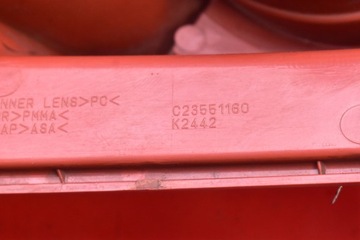 NNER LENS>PC<
R>PMMA<
AP>ASA<
C23551160
K2442